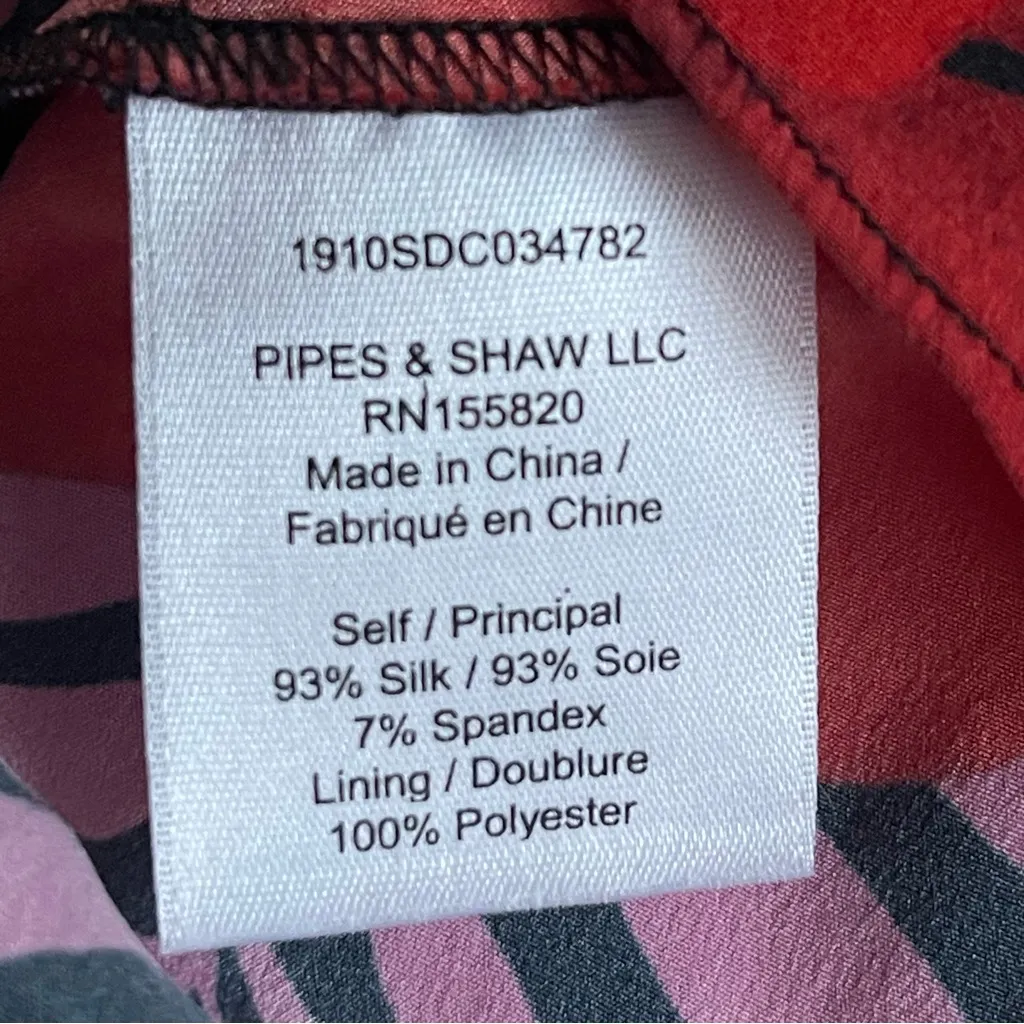 1910SDC034782
PIPES & SHAW LLC
RN155820
Made in China /
Fabriqué en Chine
Self / Principal
93% Silk / 93% Soie
7% Spandex
Lining / Doublure
100% Polyester